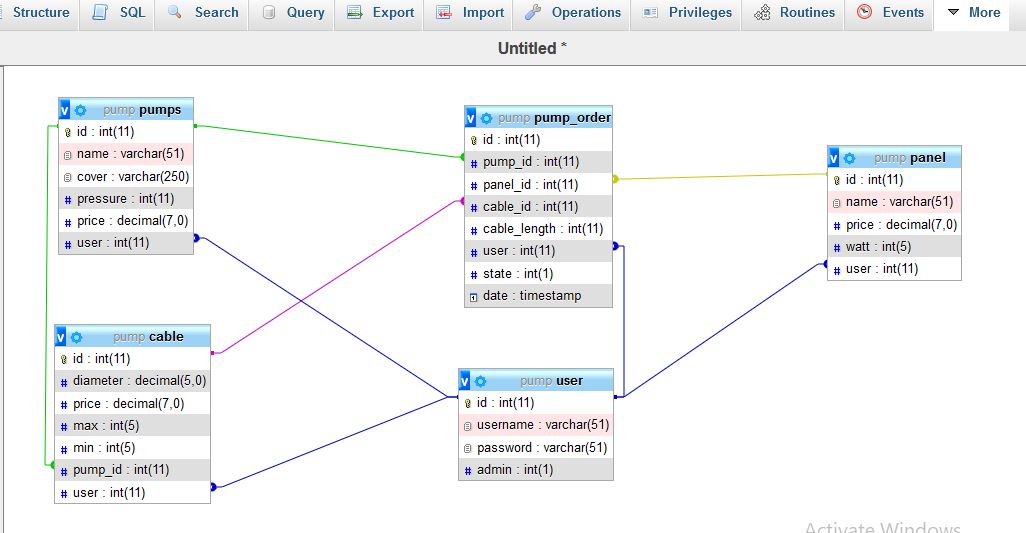 Structure SQL Search Query Export Import Operations Privileges Routines Events More
Untitled *
v pump pumps
id : int(11)
name : varchar(51)
cover : varchar(250)
# pressure : int(11)
# price : decimal(7,0)
# user : int(11)
v pump pump_order
id : int(11)
# pump_id : int(11)
# panel_id : int(11)
# cable_id : int(11)
# cable_length : int(11)
# user : int(11)
# state : int(1)
date : timestamp
v pump panel
id : int(11)
name : varchar(51)
# price : decimal(7,0)
# watt : int(5)
# user : int(11)
v pump cable
id : int(11)
# diameter : decimal(5,0)
# price : decimal(7,0)
# max : int(5)
# min : int(5)
# pump_id : int(11)
# user : int(11)
v pump user
id : int(11)
username : varchar(51)
password : varchar(51)
# admin : int(1)
Activate Windows